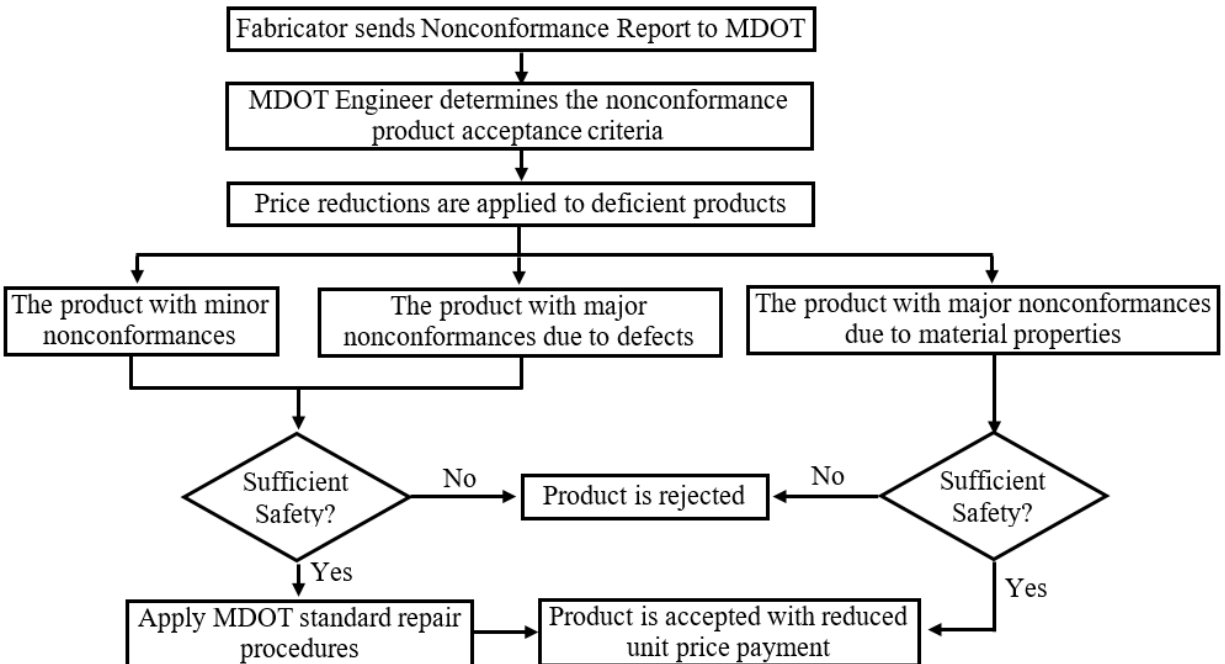 Fabricator sends Nonconformance Report to MDOT
MDOT Engineer determines the nonconformance
product acceptance criteria
Price reductions are applied to deficient products
The product with minor
nonconformances
The product with major
nonconformances due to defects
The product with major nonconformances
due to material properties
Sufficient
Safety?
No
Product is rejected
No
Sufficient
Safety?
Yes
Yes
Apply MDOT standard repair
procedures
Product is accepted with reduced
unit price payment